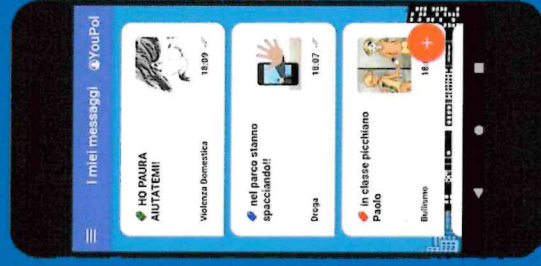 I miei messaggi
YouPol
HO PAURA
AIUTATEMI!
Violenza Domestica
18:09
nel parco stanno
spacciando!!
Droga
18:07
in classe picchiano
Paolo
Bullismo
18: